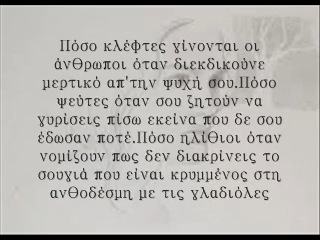 Πόσο κλέφτες γίνονται οι
άνθρωποι όταν διεκδικούνε
μερτικό απ'την ψυχή σου.Πόσο
ψεύτες όταν σου ζητούν να
γυρίσεις πίσω εκείνα που δε σου
έδωσαν ποτέ.Πόσο ηλίθιοι όταν
νομίζουν πως δεν διακρίνεις το
σουγιά που είναι κρυμμένος στη
ανθοδέσμη με τις γλαδιόλες